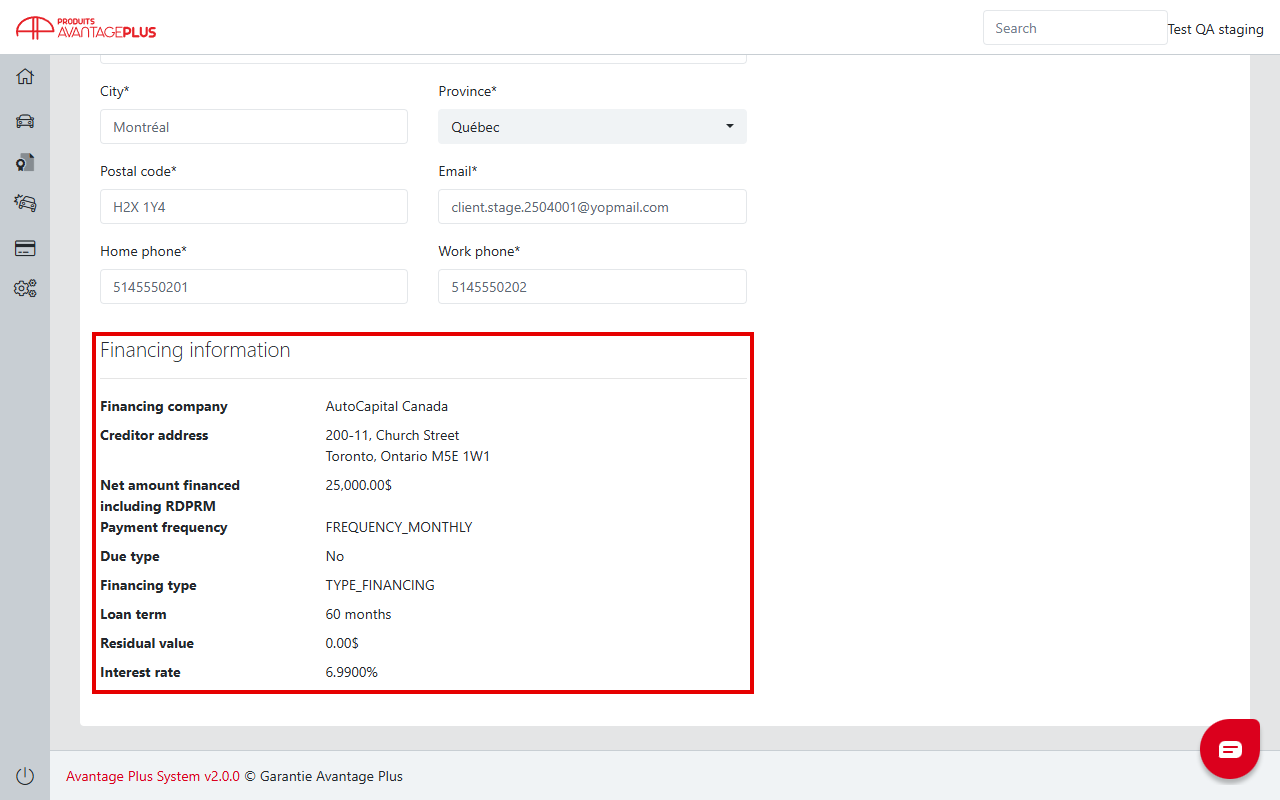 PRODUITS
AVANTAGEPLUS
Search
Test QA staging
City*
Province*
Montréal
Québec
Postal code*
Email*
H2X 1Y4
client.stage.2504001@yopmail.com
Home phone*
Work phone*
5145550201
5145550202
Financing information
Financing company
AutoCapital Canada
Creditor address
200-11, Church Street
Toronto, Ontario M5E 1W1
Net amount financed
including RDPRM
25,000.00$
Payment frequency
FREQUENCY_MONTHLY
Due type
No
Financing type
TYPE_FINANCING
Loan term
60 months
Residual value
0.00$
Interest rate
6.9900%
Avantage Plus System v2.0.0 © Garantie Avantage Plus